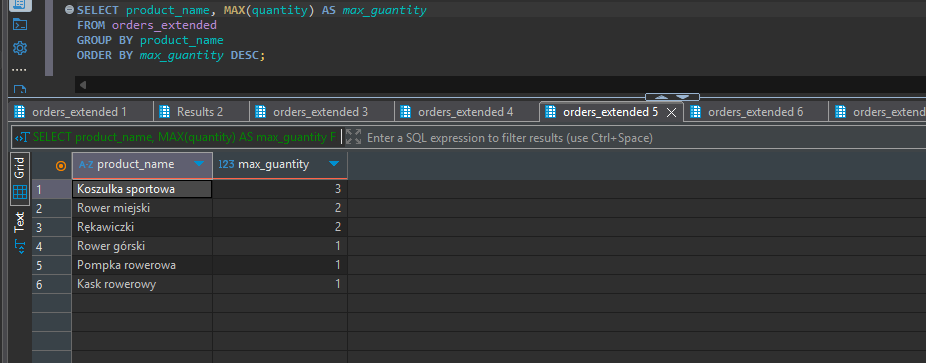 SELECT product_name, MAX(quantity) AS max_guantity
FROM orders_extended
GROUP BY product_name
ORDER BY max_guantity DESC;
orders_extended 1 Results 2 orders_extended 3 orders_extended 4 orders_extended 5 orders_extended 6
SELECT product_name, MAX(quantity) AS max_guantity F Enter a SQL expression to filter results (use Ctrl+Space)
Grid
Text
A-Z product_name 123 max_guantity
1 Koszulka sportowa 3
2 Rower miejski 2
3 Rękawiczki 2
4 Rower górski 1
5 Pompka rowerowa 1
6 Kask rowerowy 1